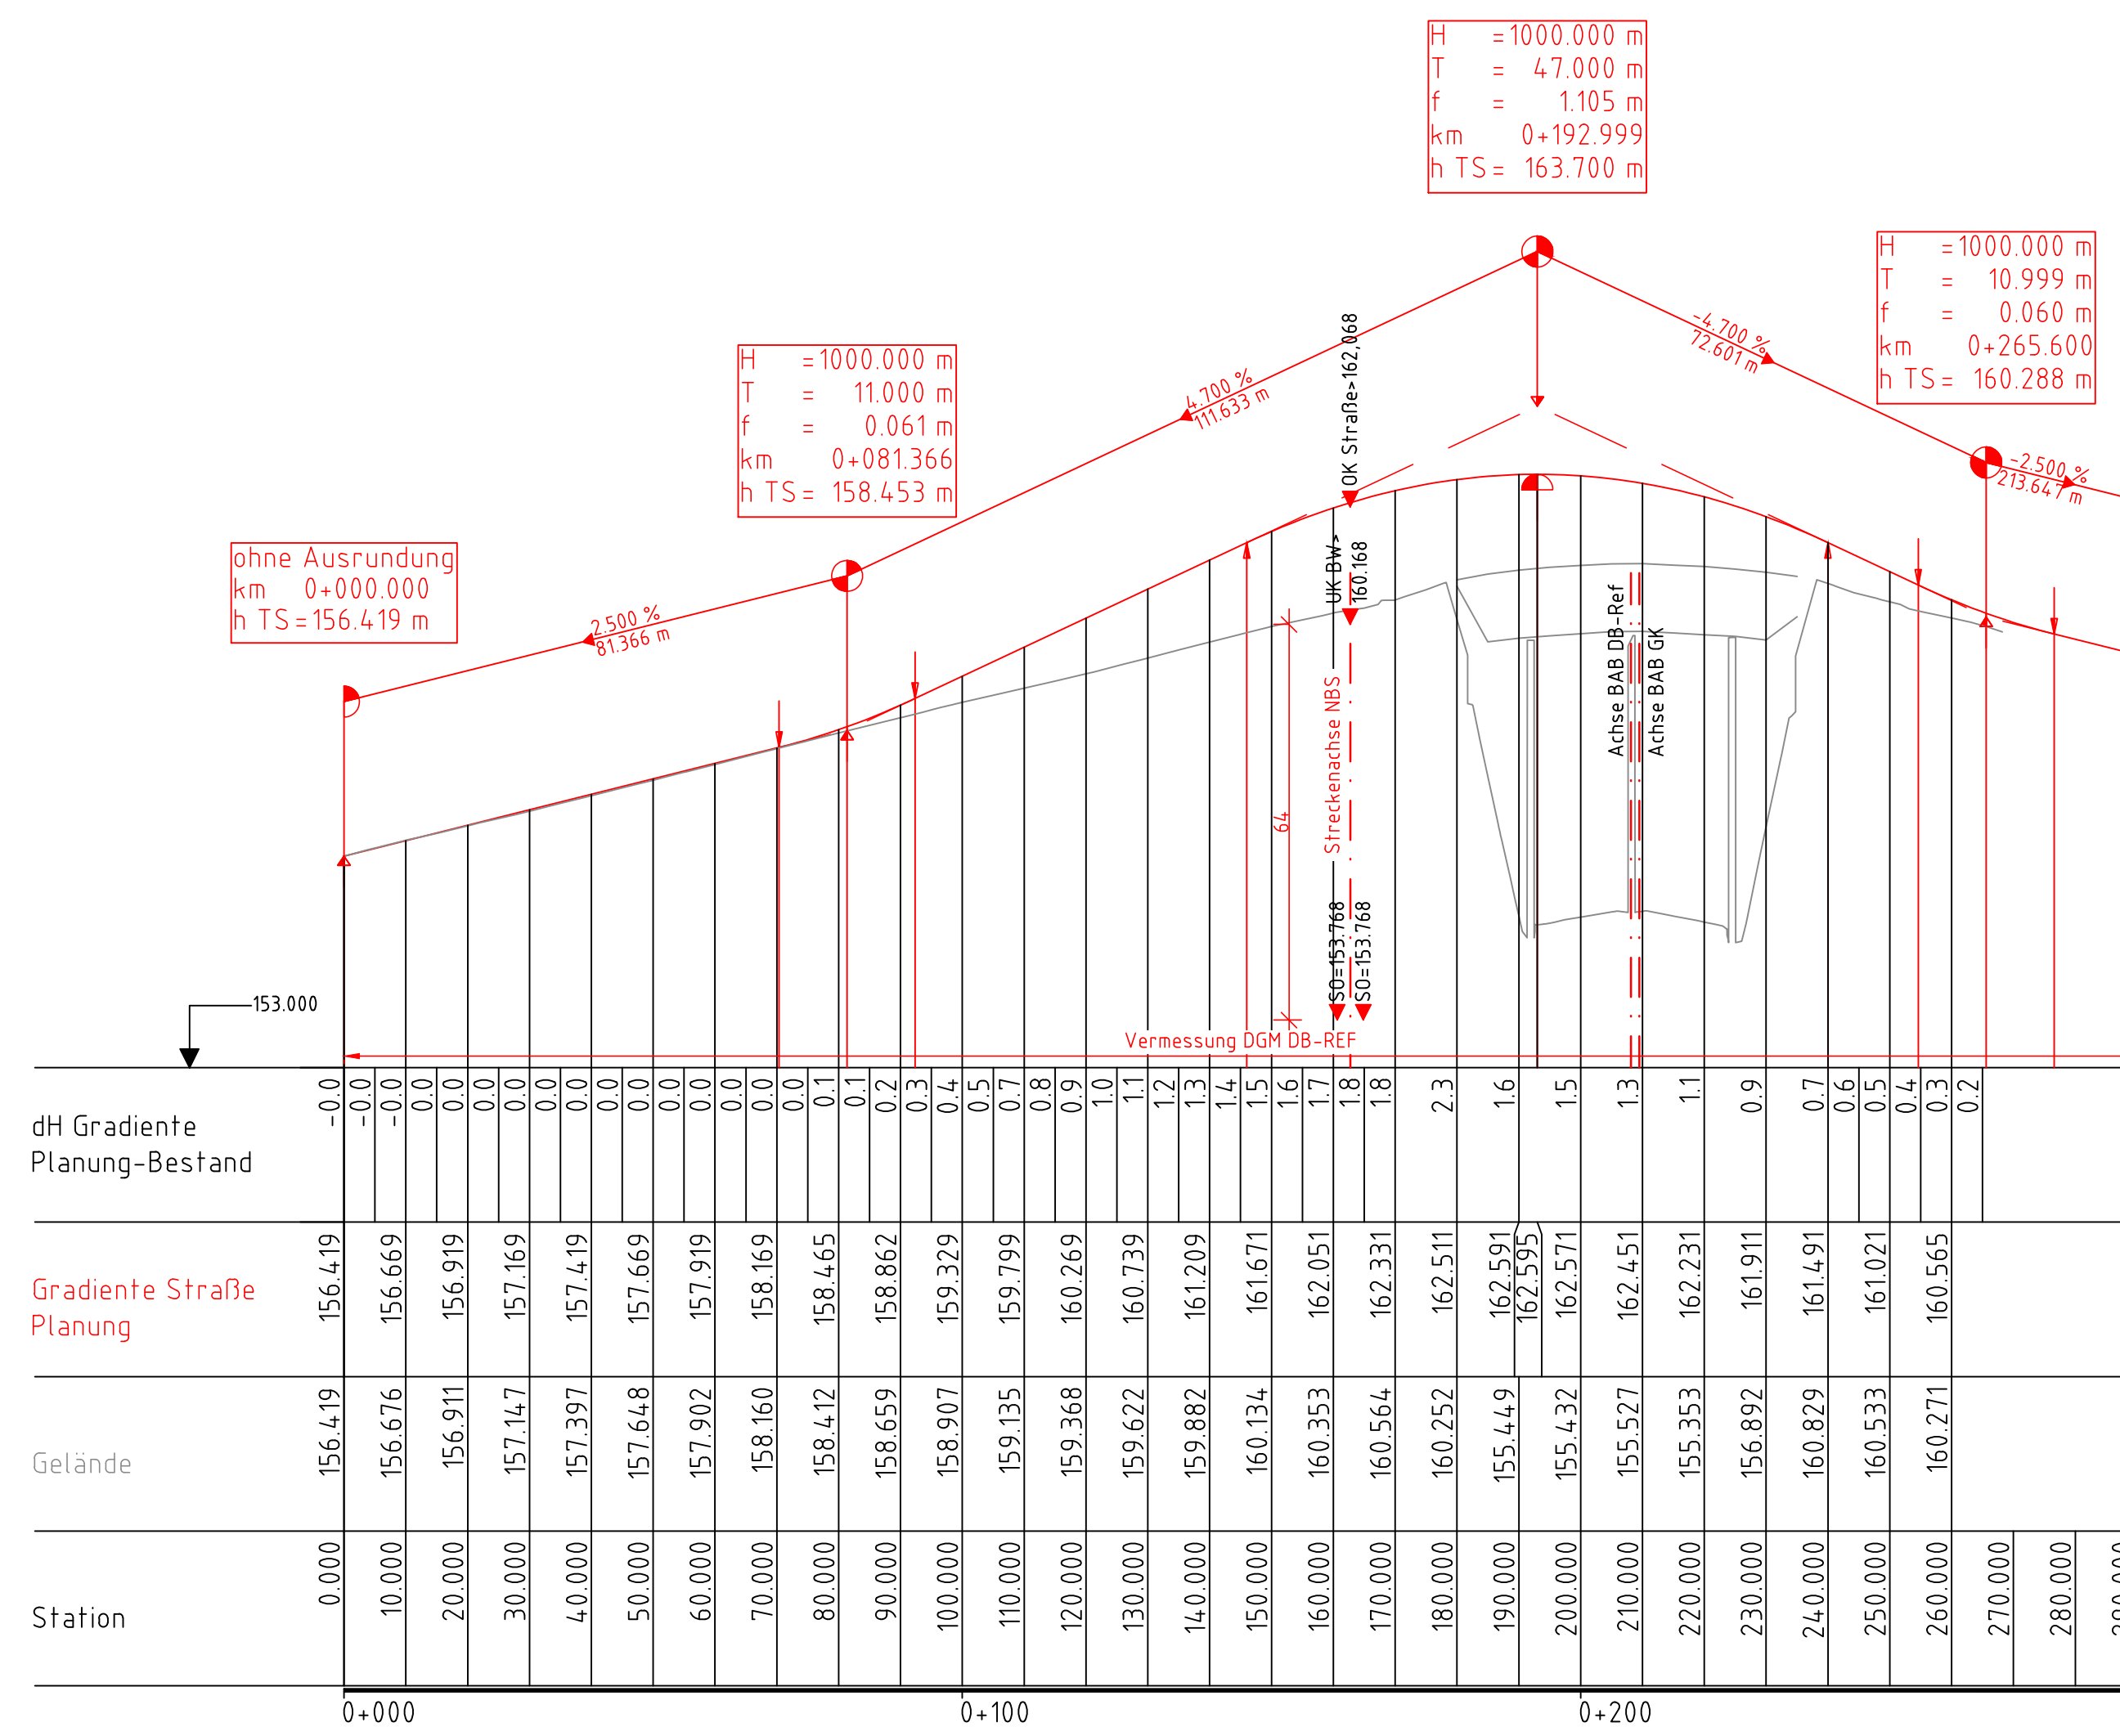 H =1000.000 m
T = 47.000 m
f = 1.105 m
km 0+192.999
h TS= 163.700 m
H =1000.000 m
T = 10.999 m
f = 0.060 m
km 0+265.600
h TS= 160.288 m
H =1000.000 m
T = 11.000 m
f = 0.061 m
km 0+081.366
h TS= 158.453 m
ohne Ausrundung
km 0+000.000
h TS=156.419 m
2.500 %
81.366 m
4.700 %
111.633 m
-4.700 %
72.601 m
-2.500 %
213.647 m
OK Straße>162,068
UK BW>
160.168
Streckenachse NBS
64
SO=153.768
SO=153.768
Achse BAB DB-Ref
Achse BAB GK
153.000
Vermessung DGM DB-REF
dH Gradiente
Planung-Bestand
-0.0 -0.0 -0.0 0.0 0.0 0.0 0.0 0.0 0.0 0.0 0.0 0.0 0.0 0.0 0.0 0.0 0.1 0.1 0.2 0.3 0.4 0.5 0.7 0.8 0.9 1.0 1.1 1.2 1.3 1.4 1.5 1.6 1.7 1.8 1.8 2.3 1.6 1.5 1.3 1.1 0.9 0.7 0.6 0.5 0.4 0.3 0.2
Gradiente Straße
Planung
156.419 156.669 156.919 157.169 157.419 157.669 157.919 158.169 158.465 158.862 159.329 159.799 160.269 160.739 161.209 161.671 162.051 162.331 162.511 162.591 162.595 162.571 162.451 162.231 161.911 161.491 161.021 160.565
Gelände
156.419 156.676 156.911 157.147 157.397 157.648 157.902 158.160 158.412 158.659 158.907 159.135 159.368 159.622 159.882 160.134 160.353 160.564 160.252 155.449 155.432 155.527 155.353 156.892 160.829 160.533 160.271
Station
0.000 10.000 20.000 30.000 40.000 50.000 60.000 70.000 80.000 90.000 100.000 110.000 120.000 130.000 140.000 150.000 160.000 170.000 180.000 190.000 200.000 210.000 220.000 230.000 240.000 250.000 260.000 270.000 280.000
0+000 0+100 0+200